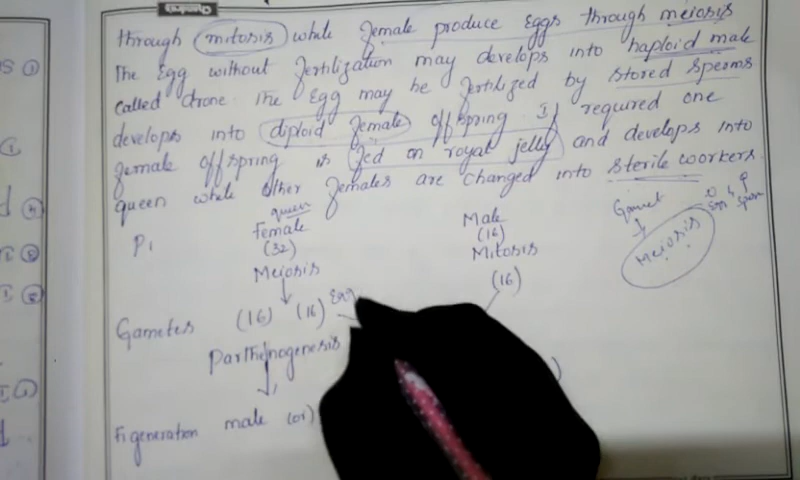 through mitosis while female produce eggs through meiosis
The Egg without fertilization may develops into haploid male
called drone. The Egg may be fertilized by stored sperms
develops into diploid female offspring. If required one
female offspring is fed on royal jelly and develops into
queen while other females are changed into sterile workers.
queen
P1 Female Male
(32) (16)
Meiosis Mitosis
Gamet
Egg sperm
Meiosis
(16)
Gametes (16) (16) Egg
Parthenogenesis
F1 generation male (or)